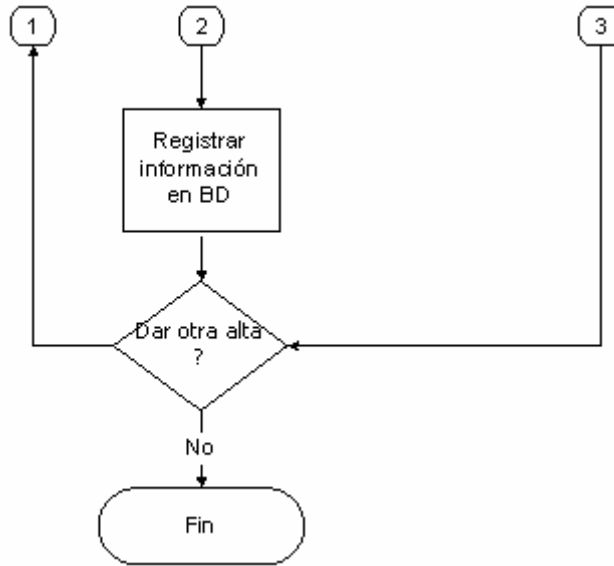 1
2
3
Registrar
información
en BD
Dar otra alta
?
No
Fin